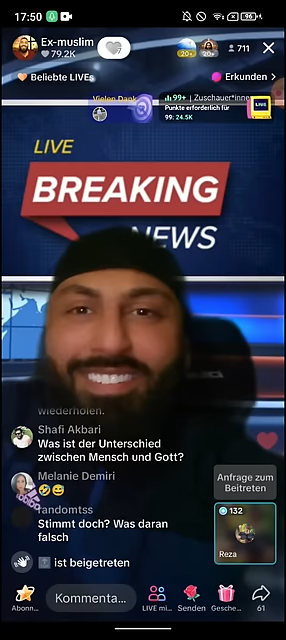 17:50
96
Ex-muslim
79.2K
20+
20+
711
Beliebte LIVEs
Erkunden >
Vielen Dank
99+ | Zuschauer*innen
Punkte erforderlich für
99: 24.5K
LIVE
LIVE
BREAKING
NEWS
wiederholen.
Shafi Akbari
Was ist der Unterschied
zwischen Mensch und Gott?
Melanie Demiri
🤣😅
randomtss
Stimmt doch? Was daran
falsch
ist beigetreten
Anfrage zum
Beitreten
132
Reza
Abonn...
Kommenta...
LIVE mi...
Senden
Gesche...
61